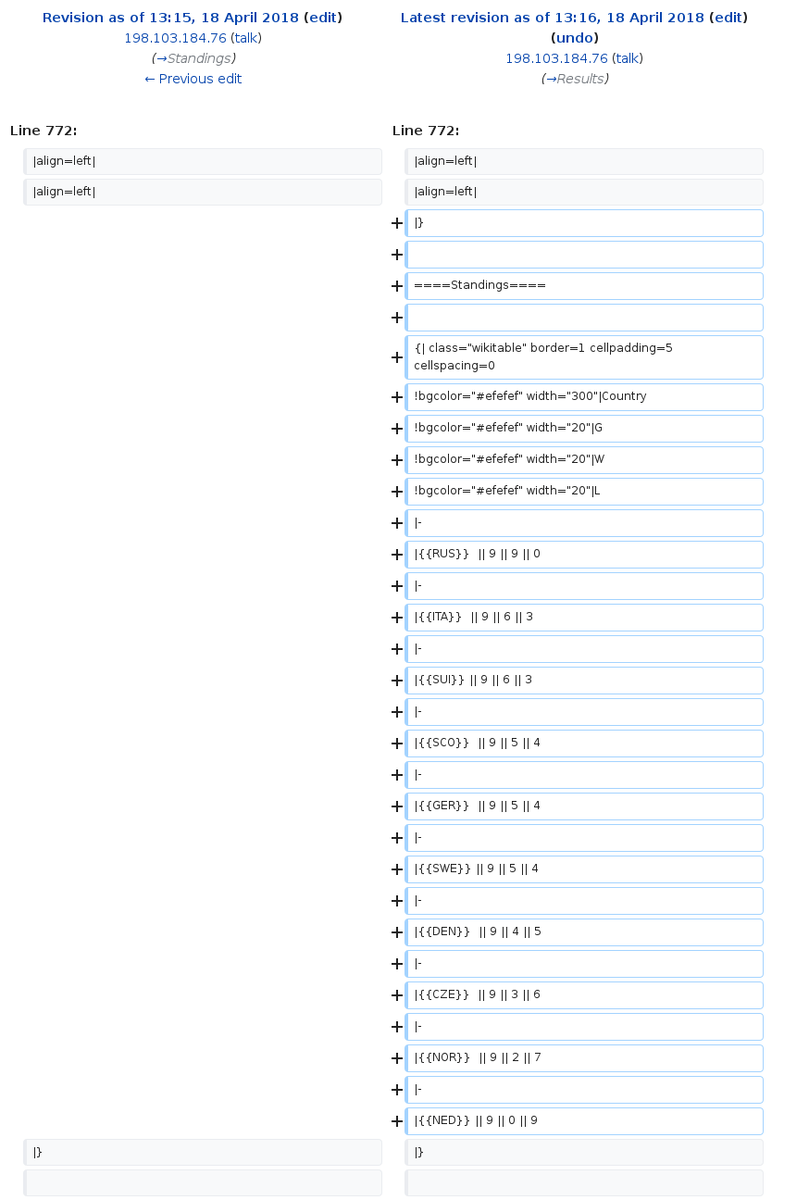 Revision as of 13:15, 18 April 2018 (edit)
198.103.184.76 (talk)
(→Standings)
← Previous edit
Latest revision as of 13:16, 18 April 2018 (edit)
(undo)
198.103.184.76 (talk)
(→Results)
Line 772:
Line 772:
|align=left|
|align=left|
|align=left|
|align=left|
+ |}
+
+ ====Standings====
+
+ {| class="wikitable" border=1 cellpadding=5
cellspacing=0
+ !bgcolor="#efefef" width="300"|Country
+ !bgcolor="#efefef" width="20"|G
+ !bgcolor="#efefef" width="20"|W
+ !bgcolor="#efefef" width="20"|L
+ |-
+ |{{RUS}}  || 9 || 9 || 0
+ |-
+ |{{ITA}}  || 9 || 6 || 3
+ |-
+ |{{SUI}} || 9 || 6 || 3
+ |-
+ |{{SCO}}  || 9 || 5 || 4
+ |-
+ |{{GER}}  || 9 || 5 || 4
+ |-
+ |{{SWE}} || 9 || 5 || 4
+ |-
+ |{{DEN}}  || 9 || 4 || 5
+ |-
+ |{{CZE}}  || 9 || 3 || 6
+ |-
+ |{{NOR}}  || 9 || 2 || 7
+ |-
+ |{{NED}} || 9 || 0 || 9
|}
|}